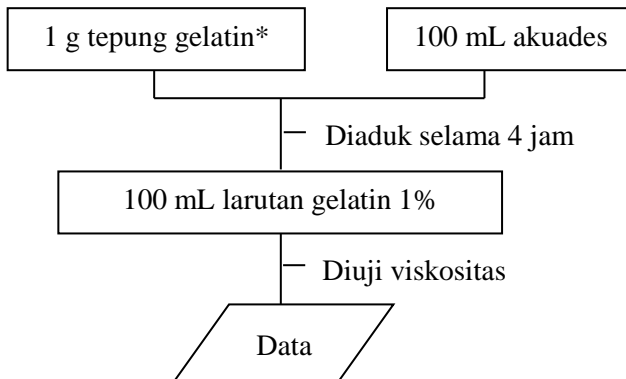 1 g tepung gelatin*
100 mL akuades
Diaduk selama 4 jam
100 mL larutan gelatin 1%
Diuji viskositas
Data